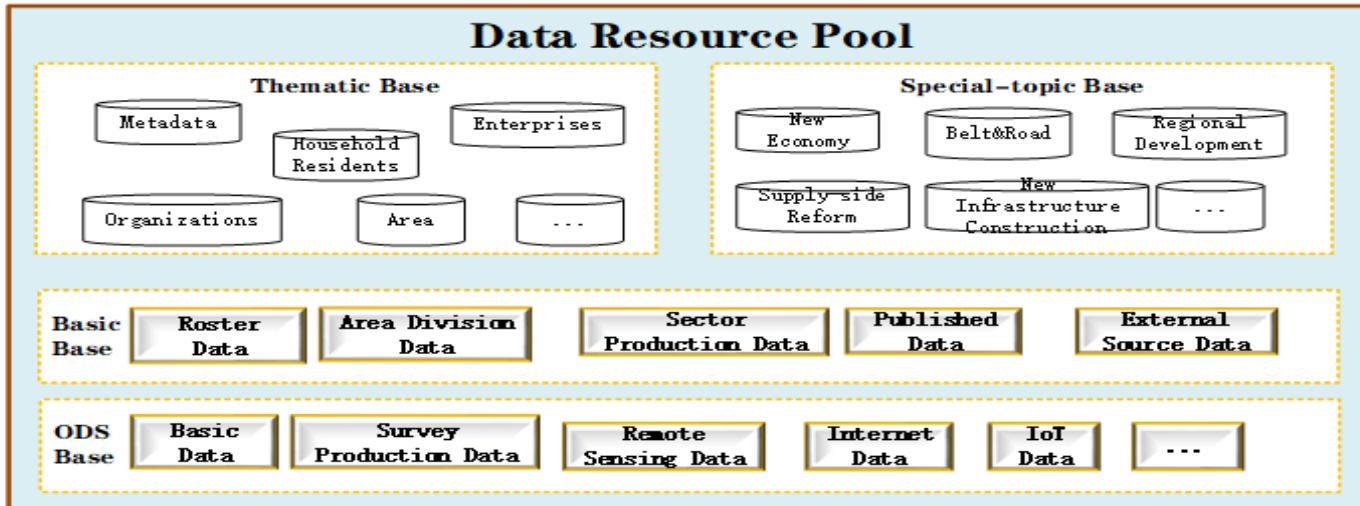 Data Resource Pool
Thematic Base
Metadata
Household
Residents
Enterprises
Organizations
Area
...
Special-topic Base
New
Economy
Belt&Road
Regional
Development
Supply-side
Reform
New
Infrastructure
Construction
...
Basic
Base
Roster
Data
Area Division
Data
Sector
Production Data
Published
Data
External
Source Data
ODS
Base
Basic
Data
Survey
Production Data
Remote
Sensing Data
Internet
Data
IoT
Data
...